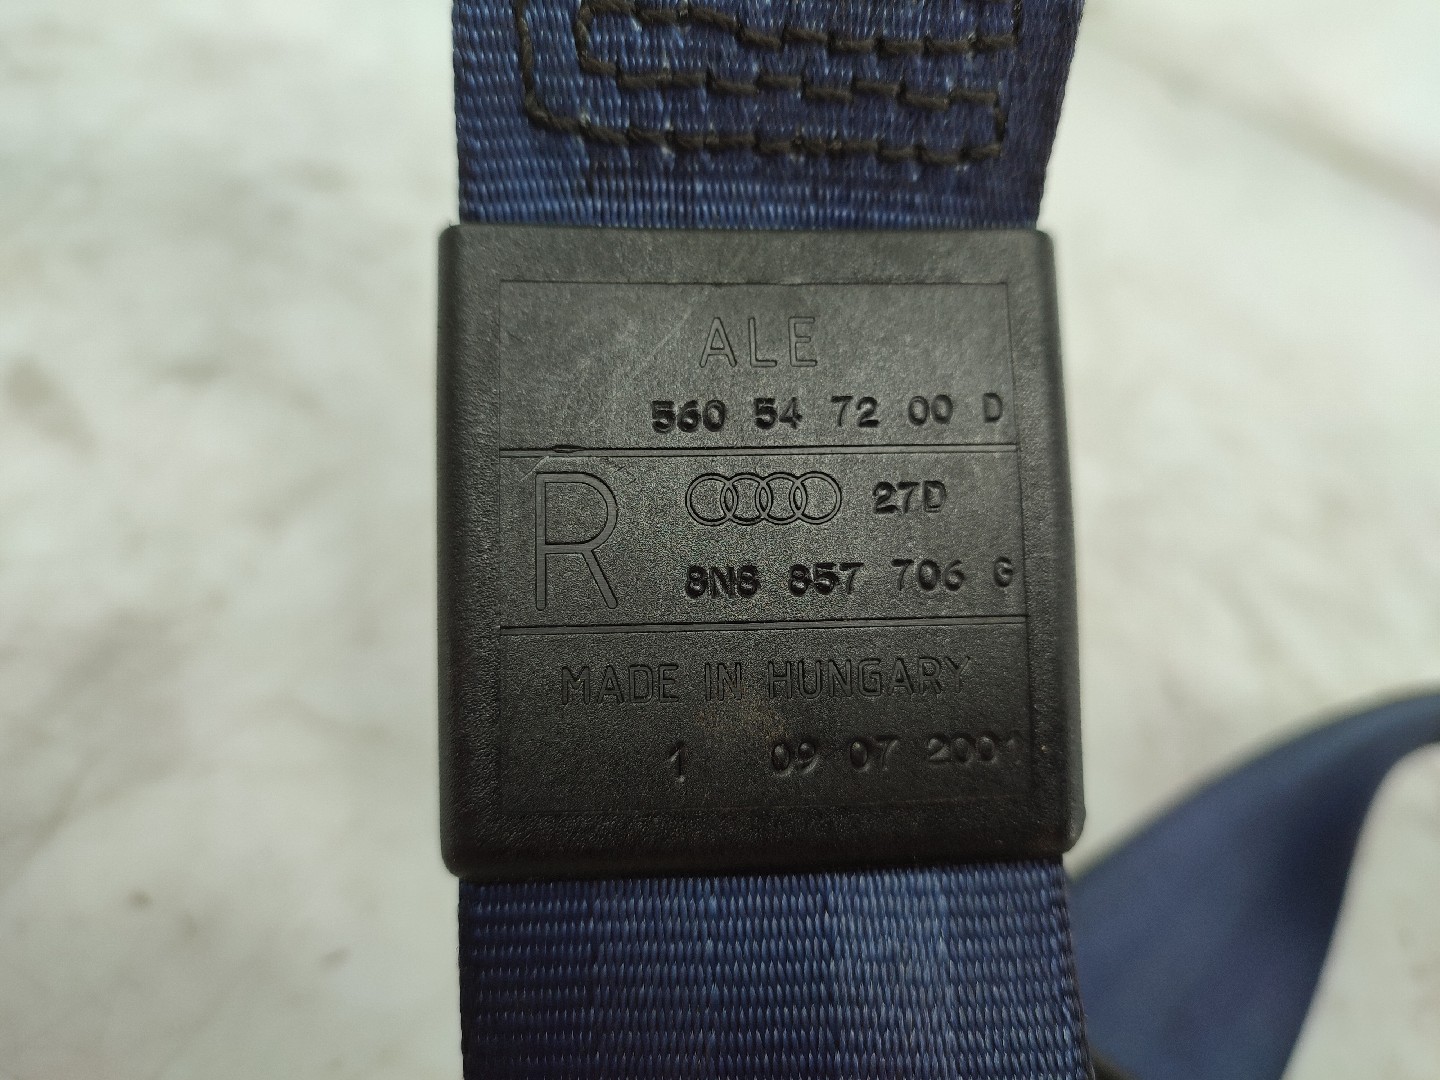 ALE
560 54 72 00 D
R 27D
8N8 857 706 G
MADE IN HUNGARY
1 09 07 2001